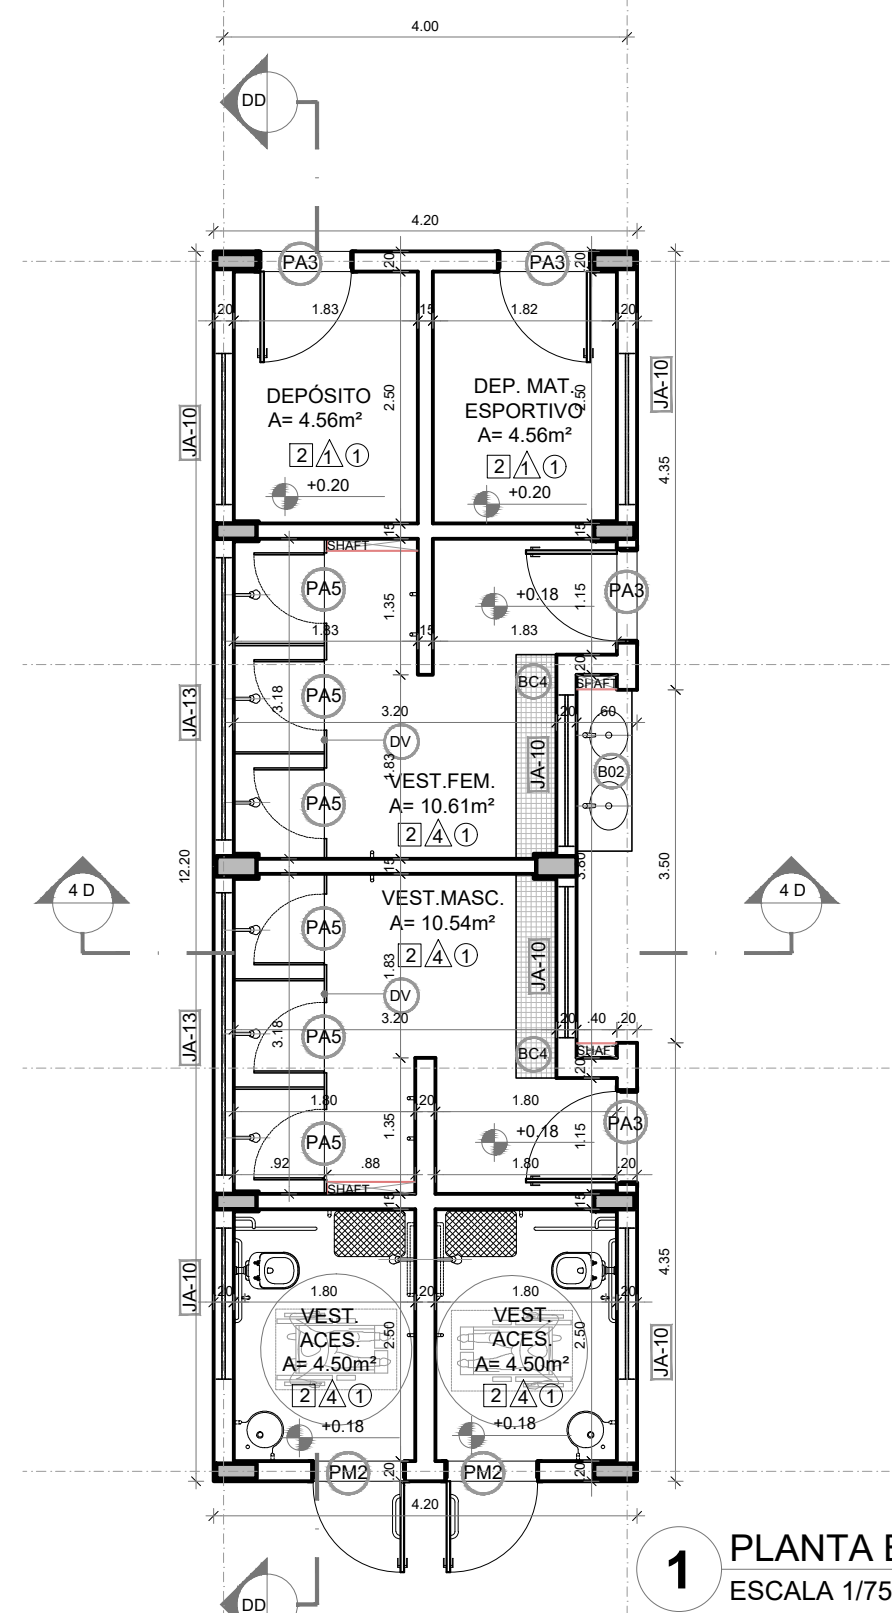 4.00
DD
4.20
PA3
PA3
.20
.20
.20
1.83
.15
1.82
.20
JA-10
JA-10
DEPÓSITO
A= 4.56m²
2 1 1
+0.20
2.50
DEP. MAT.
ESPORTIVO
A= 4.56m²
2 1 1
+0.20
2.50
4.35
.15
.15
SHAFT
PA5
1.35
+0.18
1.15
PA3
1.83
.15
1.83
.20
JA-13
3.18
PA5
BC4
SHAFT
3.20
.20
.60
DV
JA-10
B02
1.83
VEST.FEM.
A= 10.61m²
2 4 1
PA5
12.20
.15
3.80
3.50
4 D
4 D
VEST.MASC.
A= 10.54m²
2 4 1
PA5
1.83
JA-10
DV
3.20
.20
.40
.20
JA-13
3.18
PA5
BC4
SHAFT
.20
1.80
.20
1.80
PA5
1.35
+0.18
1.15
PA3
.92
.88
1.80
.20
SHAFT
.15
.15
4.35
JA-10
.20
1.80
.20
1.80
.20
VEST.
ACES.
A= 4.50m²
2 4 1
+0.18
2.50
VEST.
ACES.
A= 4.50m²
2 4 1
+0.18
2.50
JA-10
PM2
.20
PM2
.20
4.20
1
PLANTA B
ESCALA 1/75
DD